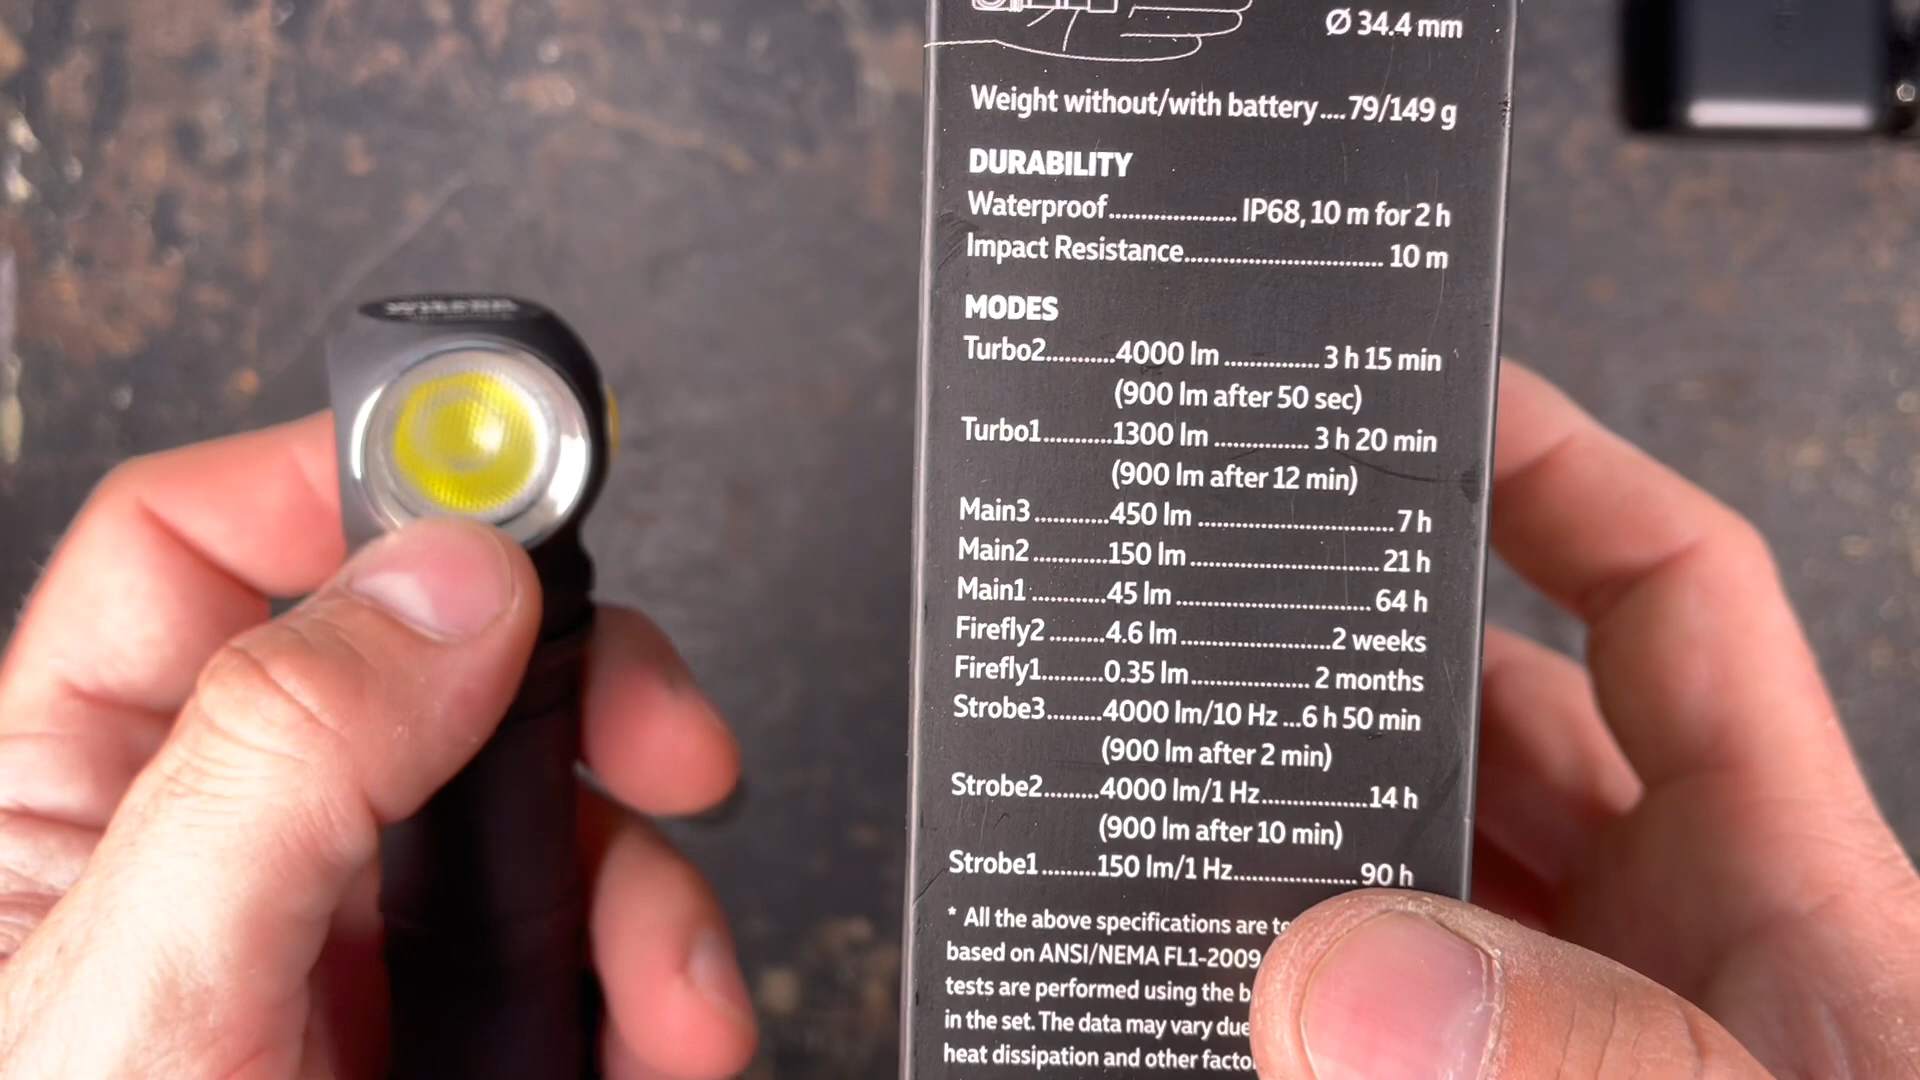 Ø 34.4 mm
Weight without/with battery....79/149 g
DURABILITY
Waterproof.................... IP68, 10 m for 2 h
Impact Resistance................................ 10 m
MODES
Turbo2...........4000 lm ............... 3 h 15 min
(900 lm after 50 sec)
Turbo1...........1300 lm ............... 3 h 20 min
(900 lm after 12 min)
Main3............450 lm ................................7 h
Main2 ............150 lm............................... 21 h
Main1 ............45 lm ............................... 64 h
Firefly2 .........4.6 lm........................2 weeks
Firefly1..........0.35 lm................... 2 months
Strobe3.........4000 lm/10 Hz ...6 h 50 min
(900 lm after 2 min)
Strobe2.........4000 lm/1 Hz.................14 h
(900 lm after 10 min)
Strobe1.........150 lm/1 Hz....................90 h
* All the above specifications are
based on ANSI/NEMA FL1-2009
tests are performed using the
in the set. The data may vary due
heat dissipation and other